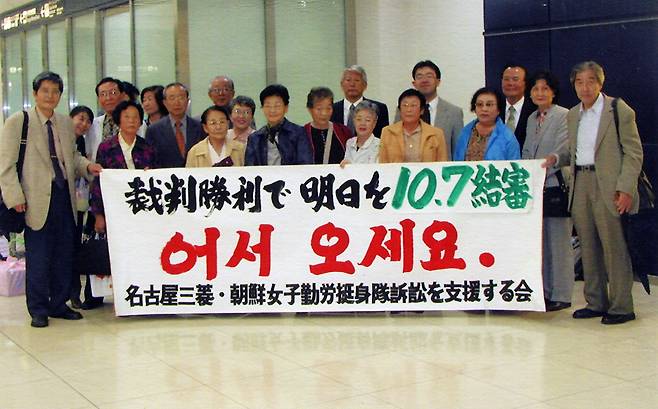 裁判勝利で 明日を 10.7 結審
어서 오세요.
名古屋三菱・朝鮮女子勤労挺身隊訴訟を支援する会